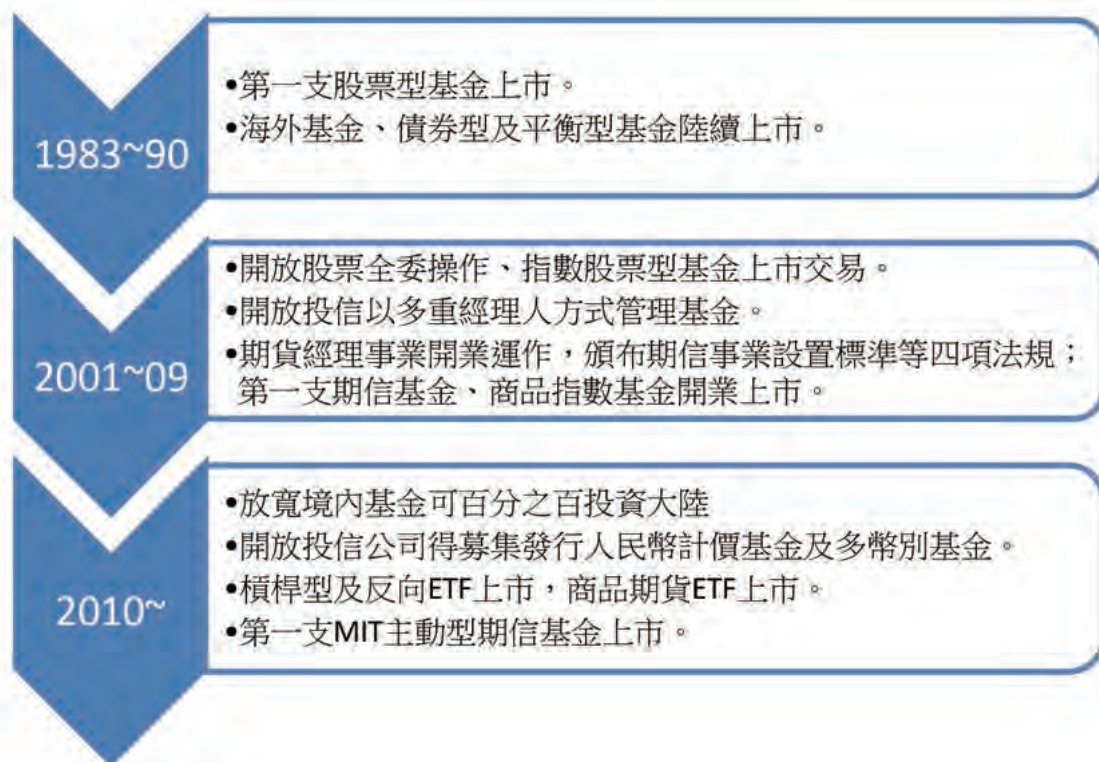 1983~90
•第一支股票型基金上市。
•海外基金、債券型及平衡型基金陸續上市。
2001~09
•開放股票全委操作、指數股票型基金上市交易。
•開放投信以多重經理人方式管理基金。
•期貨經理事業開業運作，頒布期信事業設置標準等四項法規；
第一支期信基金、商品指數基金開業上市。
2010~
•放寬境內基金可百分之百投資大陸
•開放投信公司得募集發行人民幣計價基金及多幣別基金。
•槓桿型及反向ETF上市，商品期貨ETF上市。
•第一支MIT主動型期信基金上市。